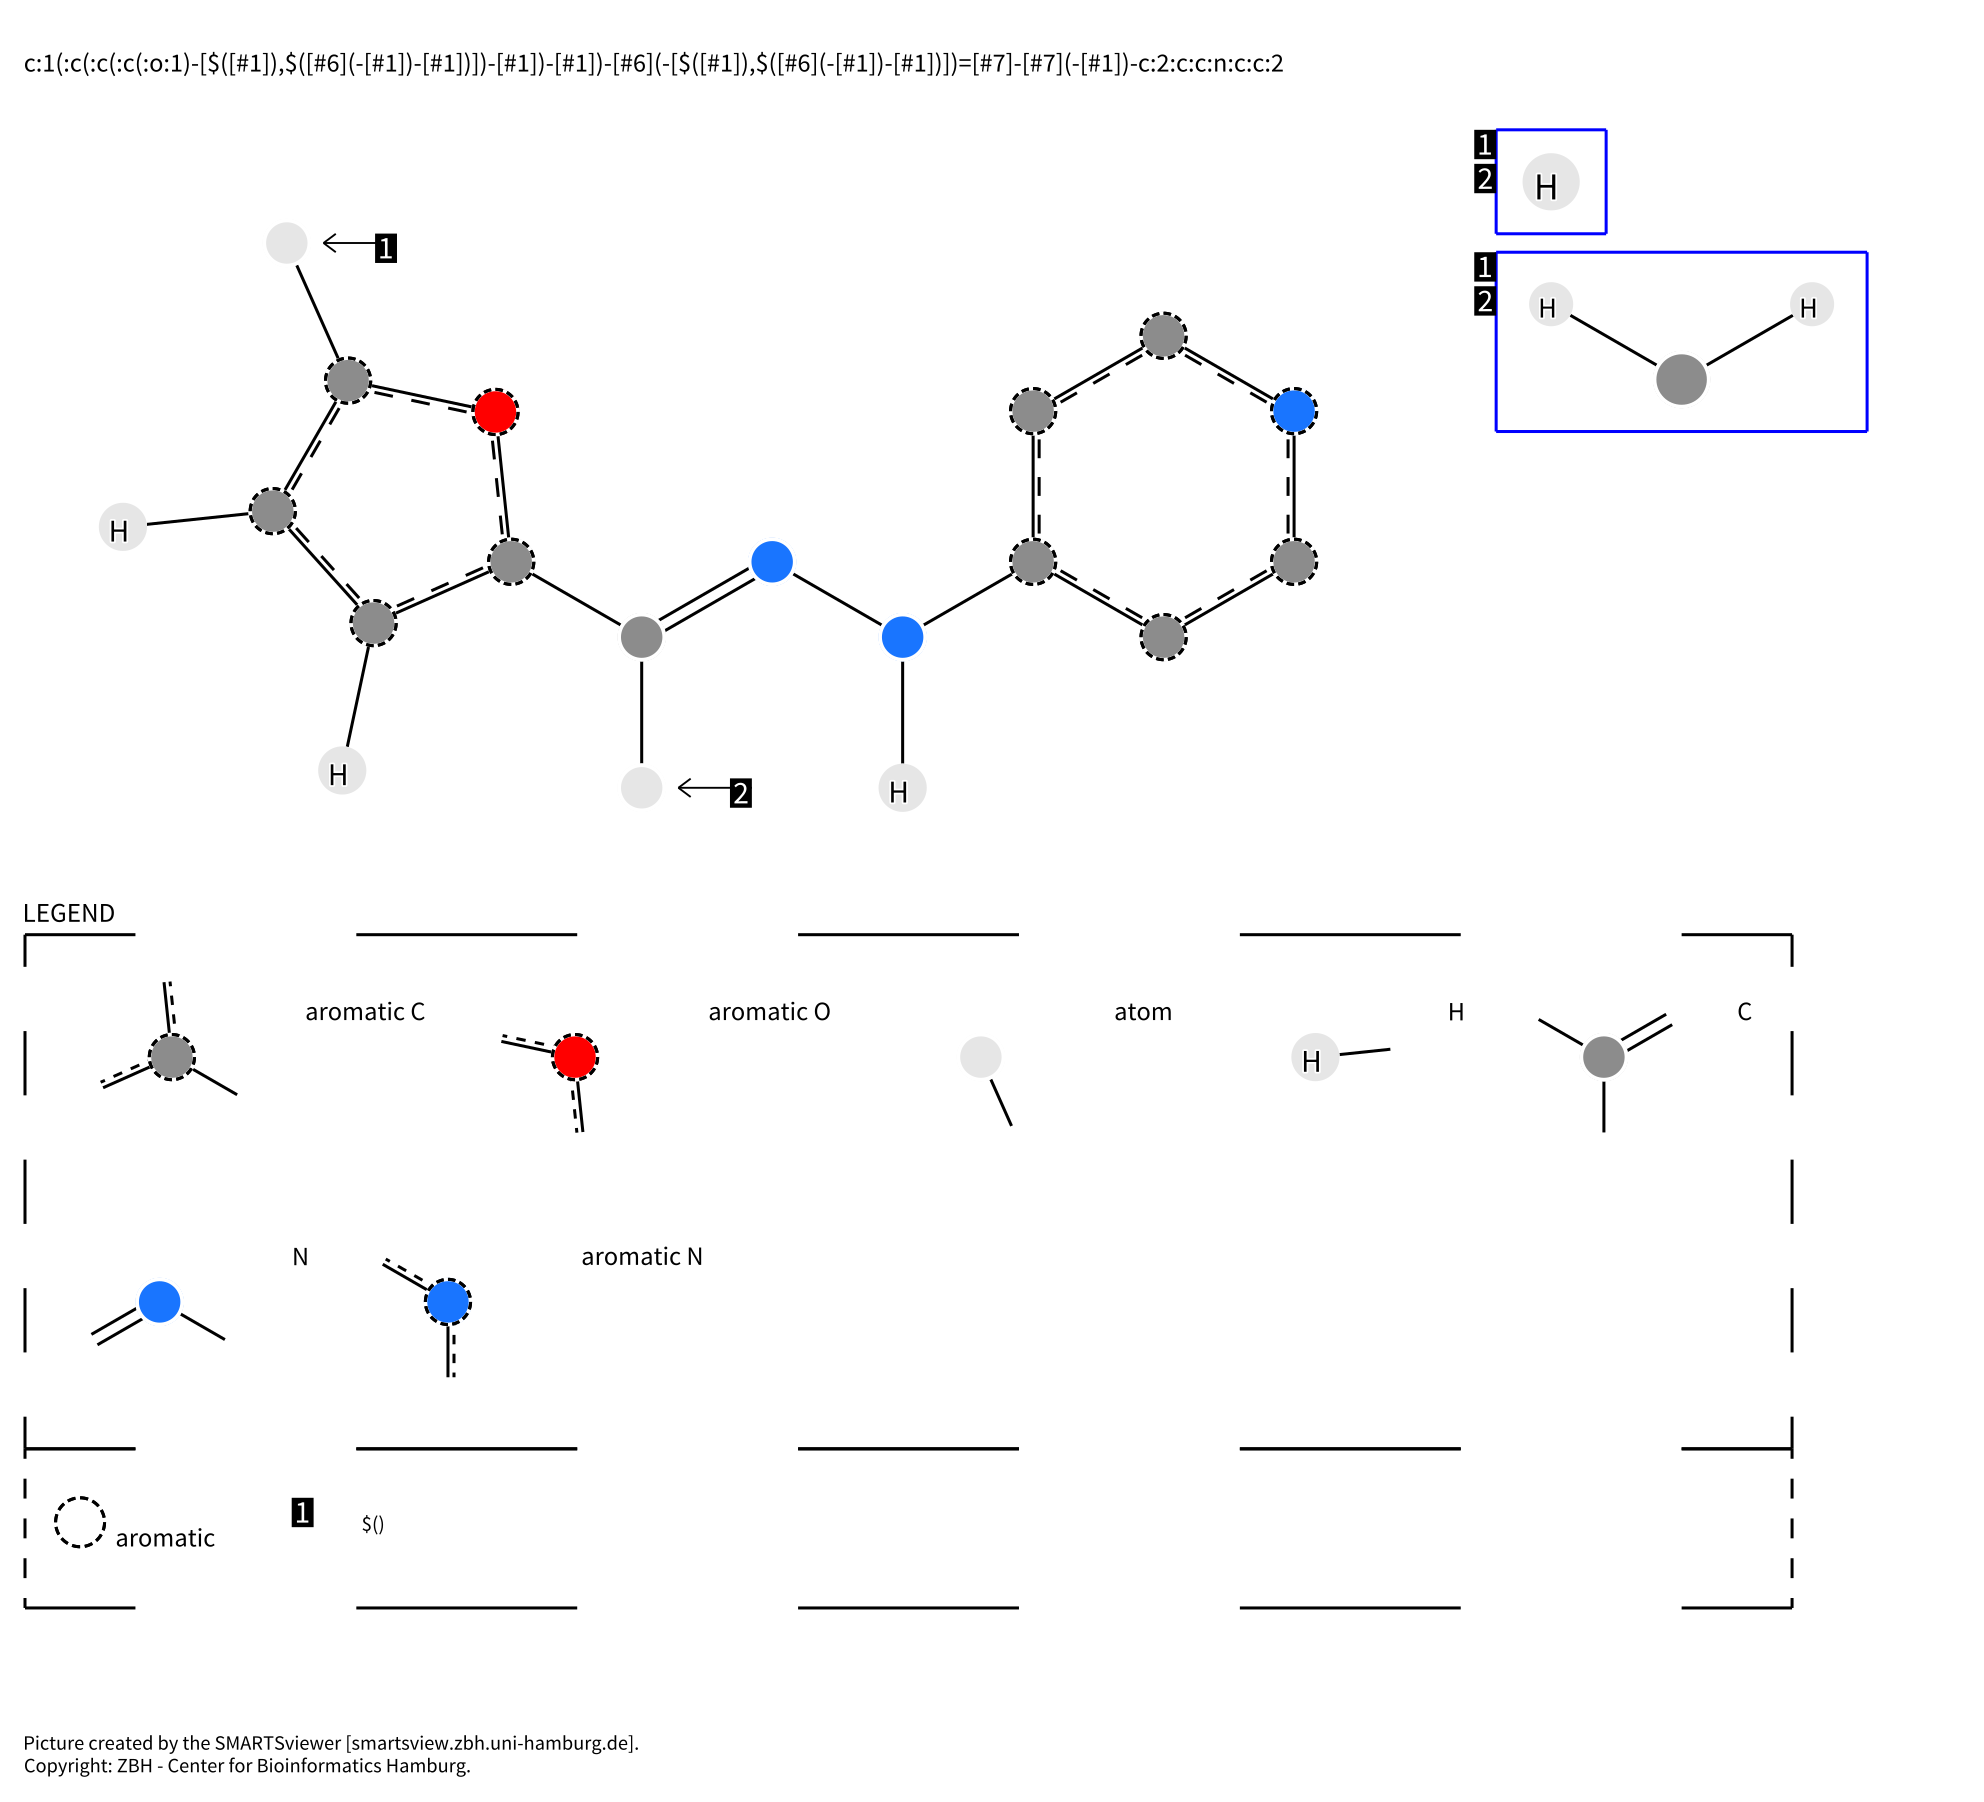 c:1(:c(:c(:c(:o:1)-[$([#1]),$([#6](-[#1])-[#1])])-[#1])-[#1])-[#6](-[$([#1]),$([#6](-[#1])-[#1])])=[#7]-[#7](-[#1])-c:2:c:c:n:c:c:2
1
2
H
1
1
2
H
H
H
H
2
H
LEGEND
aromatic C
aromatic O
atom
H
H
C
N
aromatic N
aromatic
1
$()
Picture created by the SMARTSviewer [smartsview.zbh.uni-hamburg.de].
Copyright: ZBH - Center for Bioinformatics Hamburg.